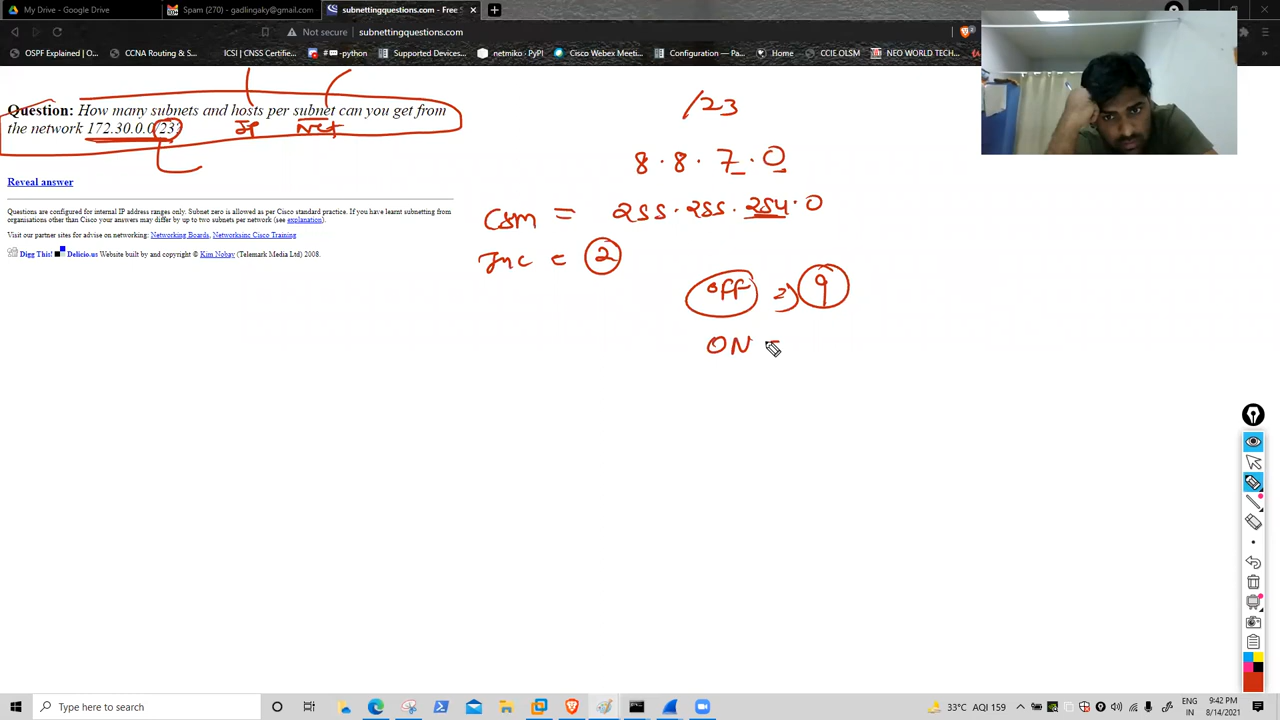 My Drive - Google Drive
Spam (270) - gadlingaky@gmail.com
subnettingquestions.com - Free S
Not secure | subnettingquestions.com
OSPF Explained | O...
CCNA Routing & S...
ICSI | CNSS Certified...
#--python
Supported Devices...
netmiko · PyPI
Cisco Webex Meet...
Configuration — P...
Home
CCIE OLSM
NEO WORLD TECH...
Question: How many subnets and hosts per subnet can you get from
the network 172.30.0.0/23?
IP Net
Reveal answer
Questions are configured for internal IP address ranges only. Subnet zero is allowed as per Cisco standard practice. If you have learnt subnetting from
organisations other than Cisco your answers may differ by up to two subnets per network (see explanation).
Visit our partner sites for advise on networking: Networking Boards, Networksinc Cisco Training
Digg This! Delicio.us Website built by and copyright © Kim Nobay (Telemark Media Ltd) 2008.
/23
8 . 8 . 7 . 0
CSM = 255.255.254.0
Inc = 2
off => 9
ON =
Type here to search
33°C AQI 159
ENG
IN
9:42 PM
8/14/2021